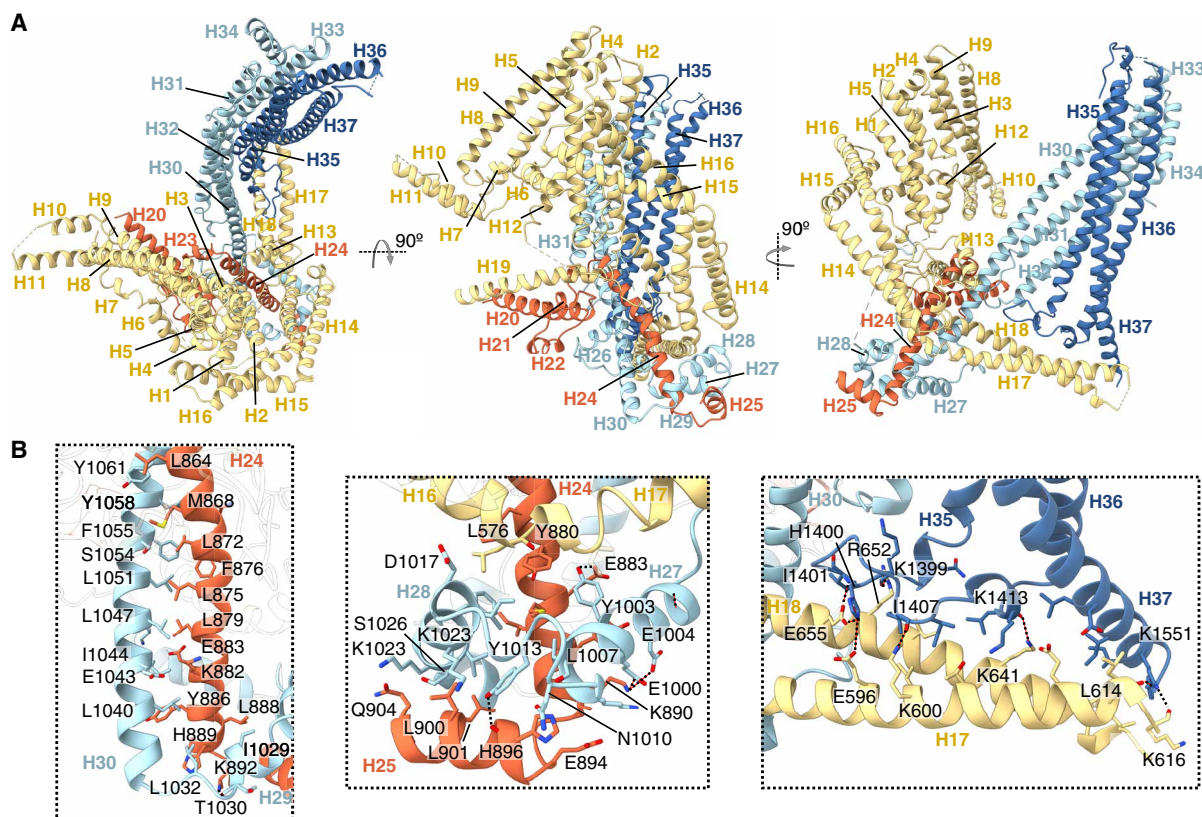 A
H34
H33
H36
H31
H32
H37
H30
H35
H17
H9
H20
H3
H10
H23
H18
H13
H24
H11
H8
H7
H6
H14
H5
H4
H1
H16
H2
H15
90º
H4
H2
H5
H35
H9
H36
H8
H37
H10
H16
H11
H6
H15
H12
H7
H31
H19
H14
H20
H21
H26
H28
H22
H27
H24
H25
H30
H29
90º
H9
H4
H2
H8
H33
H5
H35
H3
H16
H1
H12
H30
H34
H15
H10
H13
H31
H36
H14
H32
H24
H18
H37
H28
H17
H25
H27
B
Y1061
L864
H24
Y1058
M868
F1055
L872
S1054
F876
L1051
L875
L1047
L879
I1044
E883
E1043
K882
L1040
Y886
L888
H889
I1029
H30
K892
L1032
H29
T1030
H16
H24
H17
L576
Y880
D1017
E883
H27
H28
Y1003
S1026
K1023
E1004
K1023
Y1013
L1007
E1000
Q904
K890
L900
N1010
L901
H896
H25
E894
H30
H36
H1400
H35
R652
I1401
K1399
K1413
H37
H18
I1407
K1551
E655
K641
L614
E596
K600
H17
K616